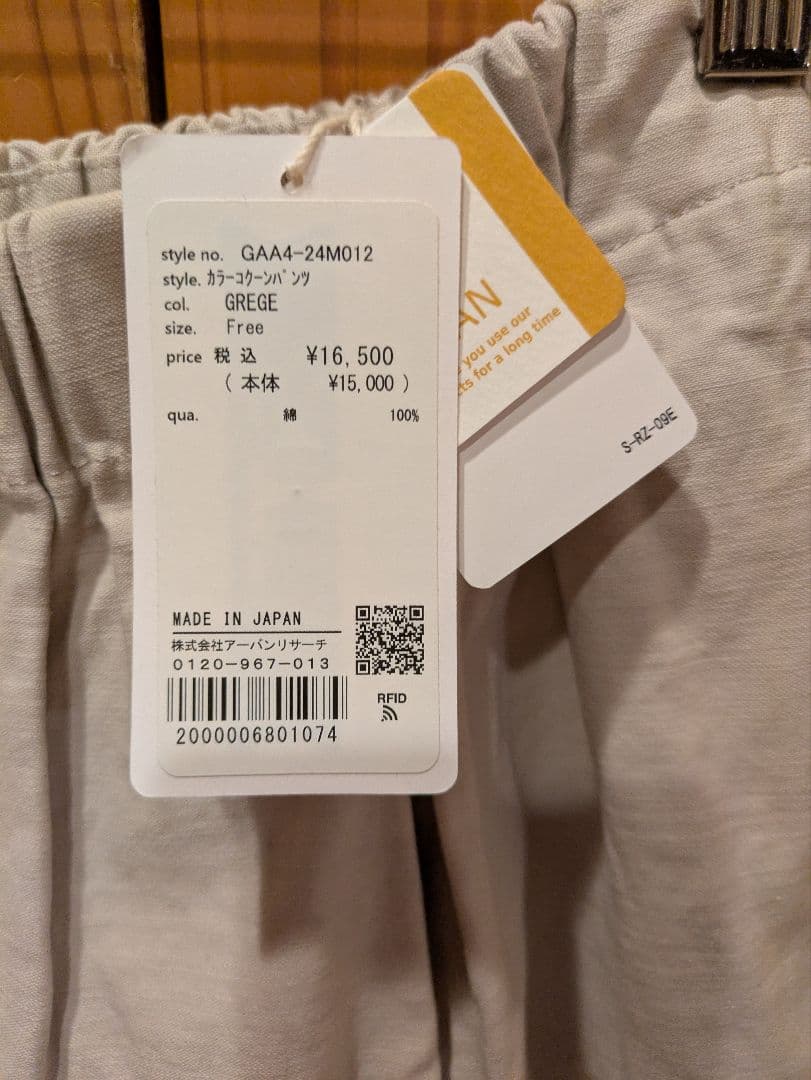 style no. GAA4-24M012
style. ｶﾗｰｺｸｰﾝﾊﾟﾝﾂ
col. GREGE
size. Free
price 税込 ¥16,500
(本体 ¥15,000)
qua. 綿 100%
MADE IN JAPAN
株式会社アーバンリサーチ
0120-967-013
RFID
2000006801074
AN
you use our
ts for a long time
S-RZ-09E